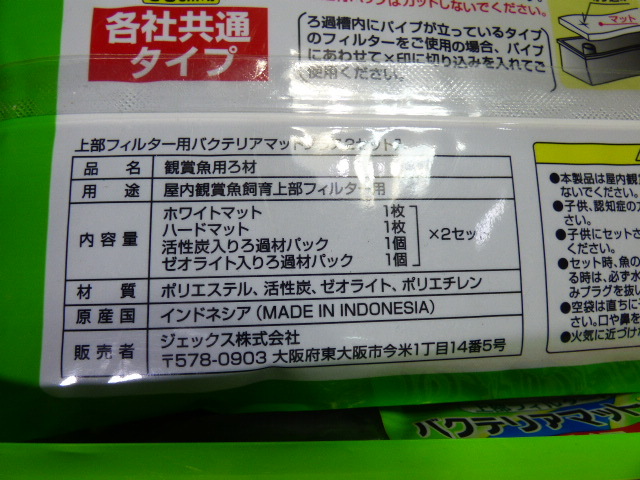 各社共通
タイプ
カットしないでください。
ろ過槽内にパイプが立っているタイプ
のフィルターをご使用の場合、パイプ
にあわせて×印に切り込みを入れてご
使用ください。
マット
上部フィルター用バクテリアマット
品名 観賞魚用ろ材
用途 屋内観賞魚飼育上部フィルター用
内容量 ホワイトマット 1枚
ハードマット 1枚
活性炭入りろ過材パック 1個
ゼオライト入りろ過材パック 1個
×2セット
材質 ポリエステル、活性炭、ゼオライト、ポリエチレン
原産国 インドネシア(MADE IN INDONESIA)
販売者 ジェックス株式会社
〒578-0903 大阪府東大阪市今米1丁目14番5号
●本製品は屋内観賞
ないでください。
●子供、認知症の
さい。
●子供にセットさ
ください。
●セット時、魚の
る時は、必ず水
みプラグを抜い
●空袋は直ちに
さい。口や鼻を
●火気に近づけ
バクテリアマット